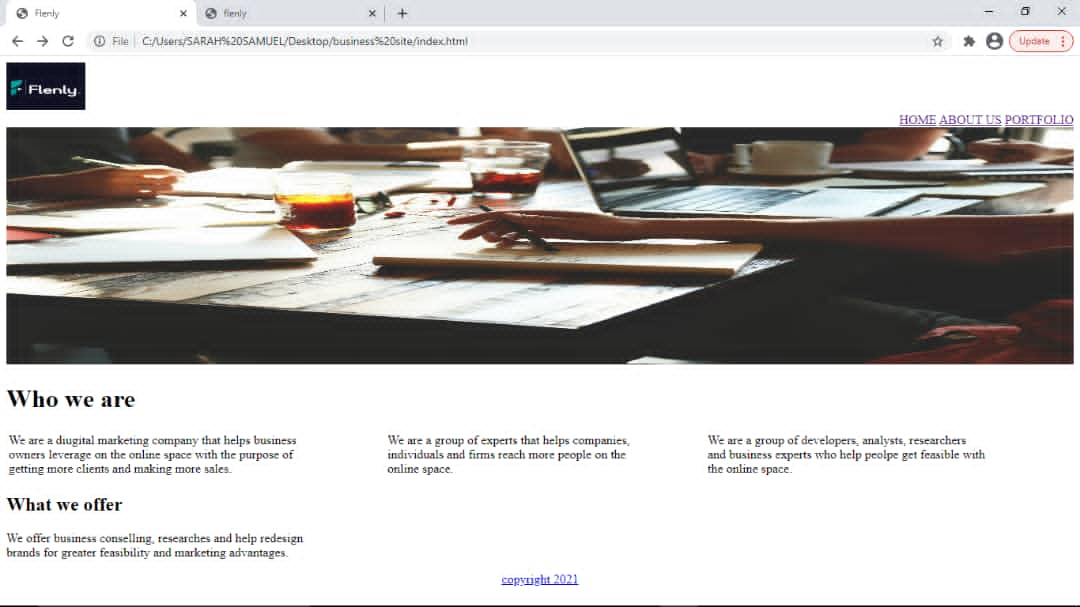 Flenly
flenly
File
C:/Users/SARAH%20SAMUEL/Desktop/business%20site/index.html
Update
Flenly.
HOME ABOUT US PORTFOLIO
Who we are
We are a diugital marketing company that helps business
owners leverage on the online space with the purpose of
getting more clients and making more sales.
We are a group of experts that helps companies,
individuals and firms reach more people on the
online space.
We are a group of developers, analysts, researchers
and business experts who help peolpe get feasible with
the online space.
What we offer
We offer business conselling, researches and help redesign
brands for greater feasibility and marketing advantages.
copyright 2021